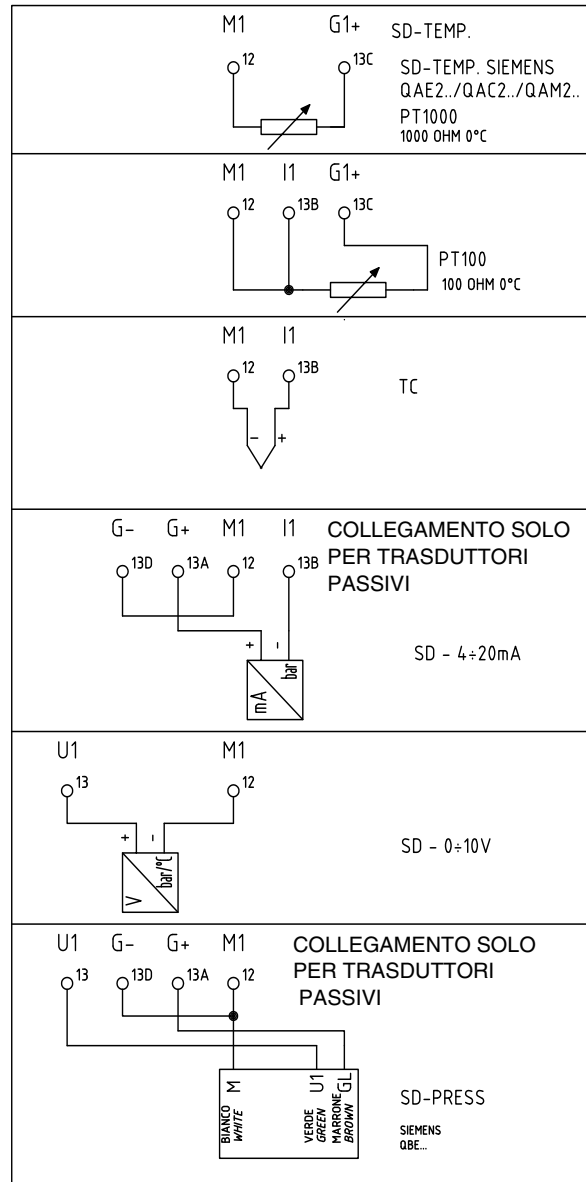 M1 G1+ SD-TEMP.
12 13C SD-TEMP. SIEMENS
QAE2../QAC2../QAM2..
PT1000
1000 OHM 0°C
M1 I1 G1+
12 13B 13C
PT100
100 OHM 0°C
M1 I1
12 13B
TC
- +
G- G+ M1 I1 COLLEGAMENTO SOLO
PER TRASDUTTORI
PASSIVI
13D 13A 12 13B
+ -
SD - 4÷20mA
mA bar
U1 M1
13 12
+ -
SD - 0÷10V
V bar/°C
U1 G- G+ M1 COLLEGAMENTO SOLO
PER TRASDUTTORI
PASSIVI
13 13D 13A 12
M U1 GL
BIANCO
WHITE
VERDE
GREEN
MARRONE
BROWN
SD-PRESS
SIEMENS
QBE...